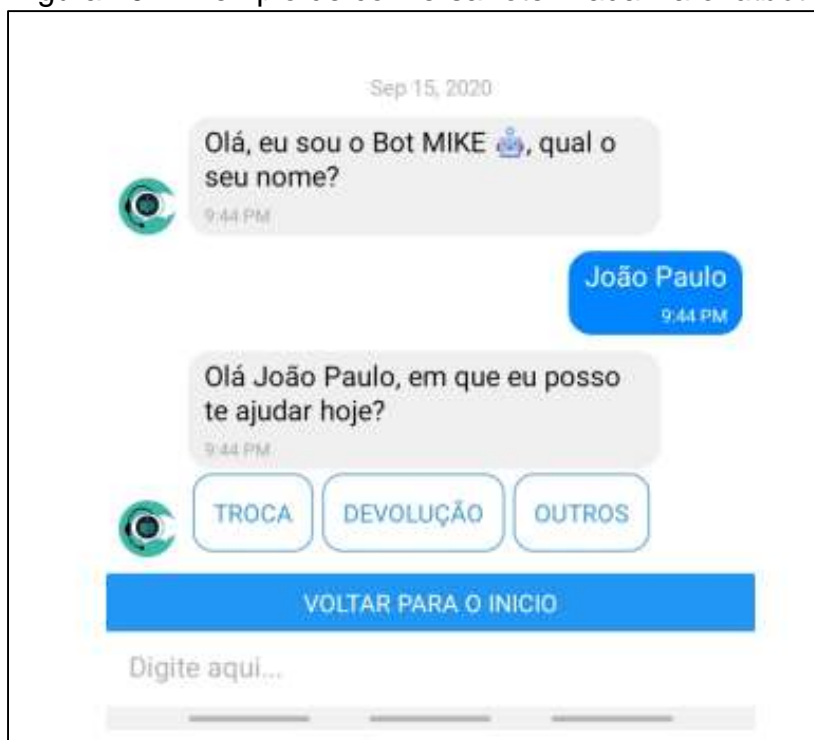 Sep 15, 2020
Olá, eu sou o Bot MIKE 🤖, qual o
seu nome?
9:44 PM
João Paulo
9:44 PM
Olá João Paulo, em que eu posso
te ajudar hoje?
9:44 PM
TROCA DEVOLUÇÃO OUTROS
VOLTAR PARA O INICIO
Digite aqui...